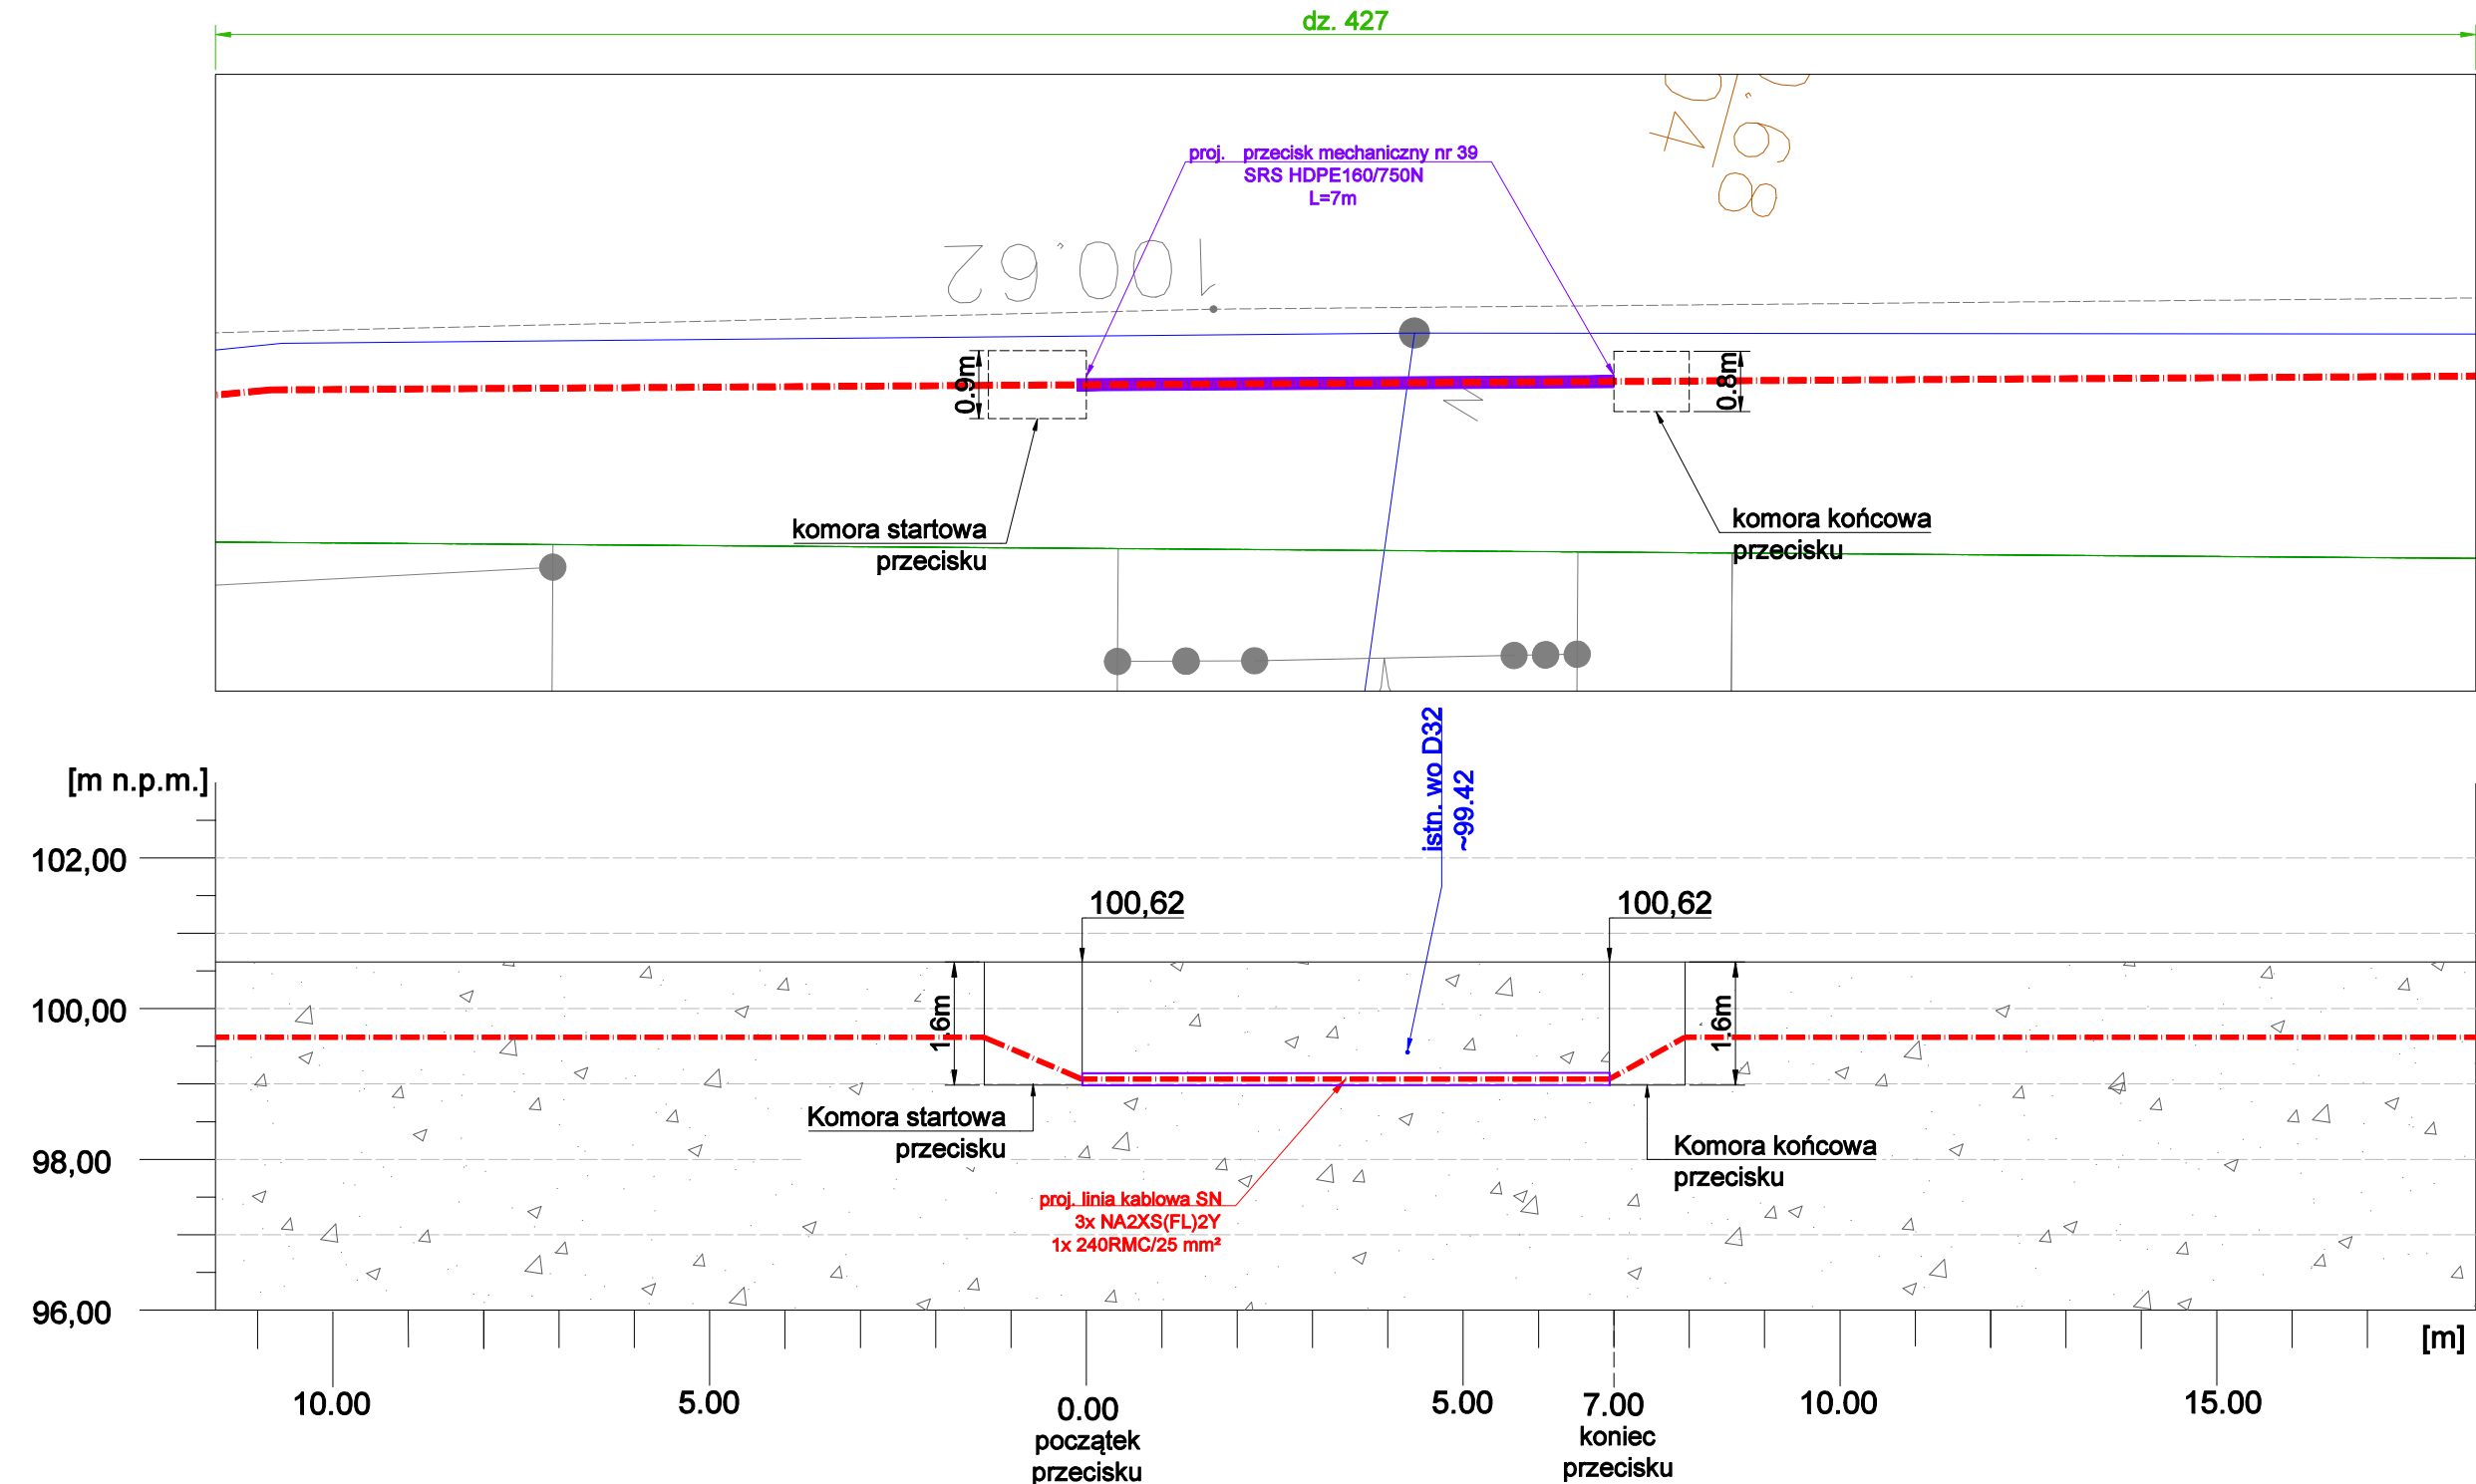 dz. 427
proj. przecisk mechaniczny nr 39
SRS HDPE160/750N
L=7m
100,62
0.9m
0.8m
komora startowa
przecisku
komora końcowa
przecisku
istn. wo D32
~99.42
[m n.p.m.]
102,00
100,00
98,00
96,00
100,62
100,62
1.6m
1.6m
Komora startowa
przecisku
Komora końcowa
przecisku
proj. linia kablowa SN
3x NA2XS(FL)2Y
1x 240RMC/25 mm²
[m]
10.00
5.00
0.00
początek
przecisku
5.00
7.00
koniec
przecisku
10.00
15.00